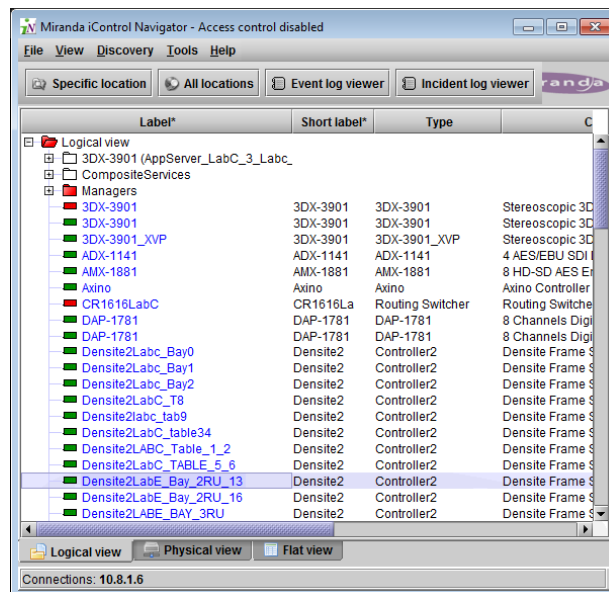 Miranda iControl Navigator - Access control disabled
File View Discovery Tools Help
Specific location All locations Event log viewer Incident log viewer randa
Label* Short label* Type C
Logical view
3DX-3901 (AppServer_LabC_3_Labc_
CompositeServices
Managers
3DX-3901 3DX-3901 3DX-3901 Stereoscopic 3D
3DX-3901 3DX-3901 3DX-3901 Stereoscopic 3D
3DX-3901_XVP 3DX-3901 3DX-3901_XVP Stereoscopic 3D
ADX-1141 ADX-1141 ADX-1141 4 AES/EBU SDI
AMX-1881 AMX-1881 AMX-1881 8 HD-SD AES
Axino Axino Axino Axino Controller
CR1616LabC CR1616La Routing Switcher Routing Switche
DAP-1781 DAP-1781 DAP-1781 8 Channels Digi
DAP-1781 DAP-1781 DAP-1781 8 Channels Digi
Densite2Labc_Bay0 Densite2 Controller2 Densite Frame S
Densite2Labc_Bay1 Densite2 Controller2 Densite Frame S
Densite2Labc_Bay2 Densite2 Controller2 Densite Frame S
Densite2LabC_T8 Densite2 Controller2 Densite Frame S
Densite2labc_tab9 Densite2 Controller2 Densite Frame S
Densite2LabC_table34 Densite2 Controller2 Densite Frame S
Densite2LABC_Table_1_2 Densite2 Controller2 Densite Frame S
Densite2LabC_TABLE_5_6 Densite2 Controller2 Densite Frame S
Densite2LabE_Bay_2RU_13 Densite2 Controller2 Densite Frame S
Densite2LabE_Bay_2RU_16 Densite2 Controller2 Densite Frame S
Densite2LABE_BAY_3RU Densite2 Controller2 Densite Frame S
Logical view Physical view Flat view
Connections: 10.8.1.6